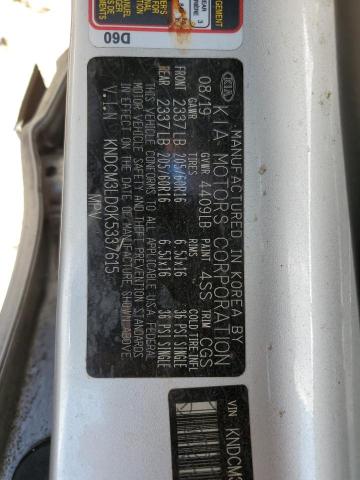 MANUFACTURED IN KOREA BY
KIA KIA MOTORS CORPORATION
08/19 GVWR 4409LB PAINT 4SS TRIM CGS
GAWR TIRES COLD TIRE INFL
FRONT 2337LB 205/60R16 6.5JX16 36 PSI SINGLE
REAR 2337LB 205/60R16 6.5JX16 36 PSI SINGLE
THIS VEHICLE CONFORMS TO ALL APPLICABLE U.S.A. FEDERAL
MOTOR VEHICLE SAFETY AND THEFT PREVENTION STANDARDS
IN EFFECT ON THE DATE OF MANUFACTURE SHOWN ABOVE.
V.I.N KNDCM3LD0K5337615
MPV
D60
VIN KNDCM3